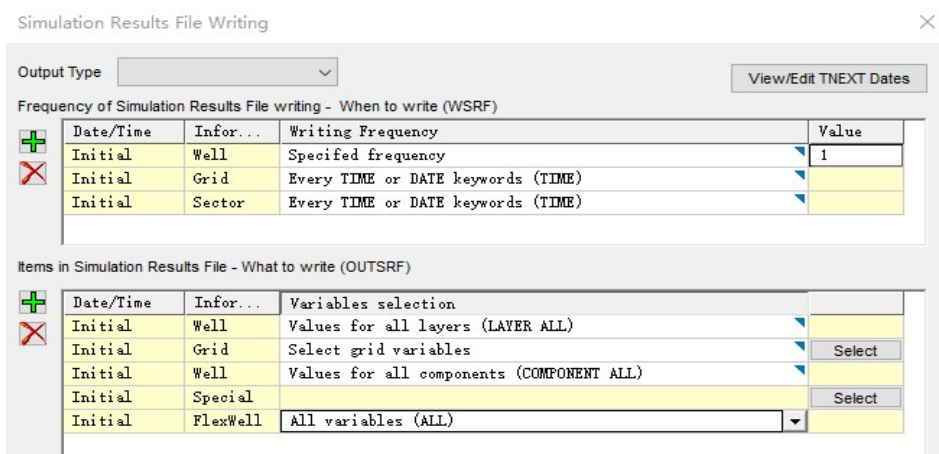 Simulation Results File Writing
Output Type
View/Edit TNEXT Dates
Frequency of Simulation Results File writing - When to write (WSRF)
Date/Time Infor... Writing Frequency Value
Initial Well Specifed frequency 1
Initial Grid Every TIME or DATE keywords (TIME)
Initial Sector Every TIME or DATE keywords (TIME)
Items in Simulation Results File - What to write (OUTSRF)
Date/Time Infor... Variables selection
Initial Well Values for all layers (LAYER ALL)
Initial Grid Select grid variables Select
Initial Well Values for all components (COMPONENT ALL)
Initial Special Select
Initial FlexWell All variables (ALL)